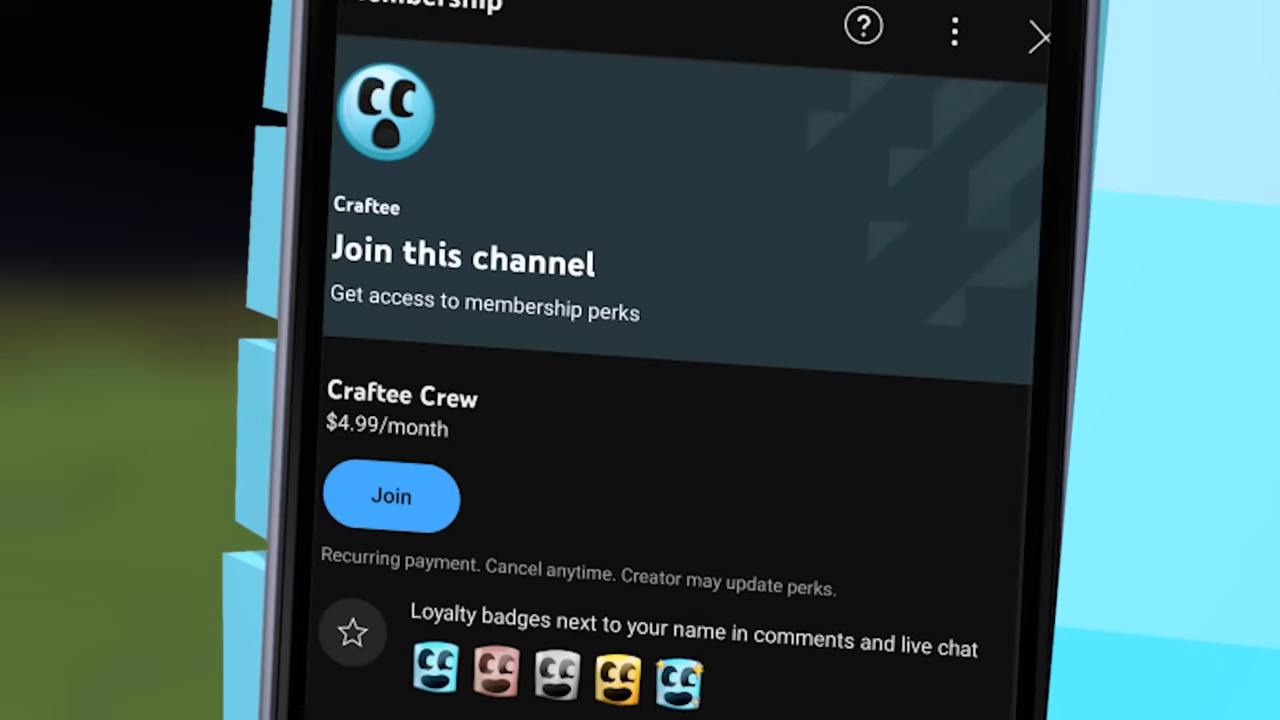 Membership
Craftee
Join this channel
Get access to membership perks
Craftee Crew
$4.99/month
Join
Recurring payment. Cancel anytime. Creator may update perks.
Loyalty badges next to your name in comments and live chat